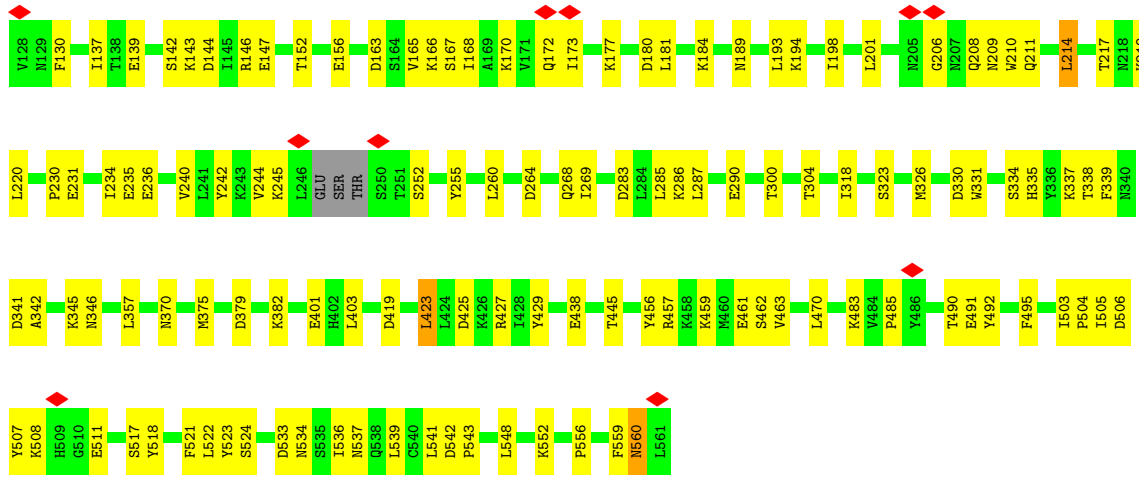 V128 N129 F130 I137 T138 E139 S142 K143 D144 I145 R146 E147 T152 E156 D163 S164 V165 K166 S167 I168 A169 K170 V171 Q172 I173 K177 D180 L181 K184 N189 L193 K194 I198 L201 N205 G206 N207 Q208 N209 W210 Q211 L214 T217 N218
L220 P230 E231 I234 E235 E236 V240 L241 Y242 K243 V244 K245 L246 GLU SER THR S250 T251 S252 Y255 L260 D264 Q268 I269 D283 L284 L285 K286 L287 E290 T300 T304 I318 S323 M326 D330 W331 S334 H335 Y336 K337 T338 F339 N340
D341 A342 K345 N346 L357 N370 M375 D379 K382 E401 H402 L403 D419 L423 L424 D425 K426 R427 I428 Y429 E438 T445 Y456 R457 K458 K459 M460 E461 S462 V463 L470 K483 V484 P485 Y486 T490 E491 Y492 F495 I503 P504 I505 D506
Y507 K508 H509 G510 E511 S517 Y518 F521 L522 Y523 S524 D533 N534 S535 I536 N537 Q538 L539 C540 L541 D542 P543 L548 K552 P556 F559 N560 L561